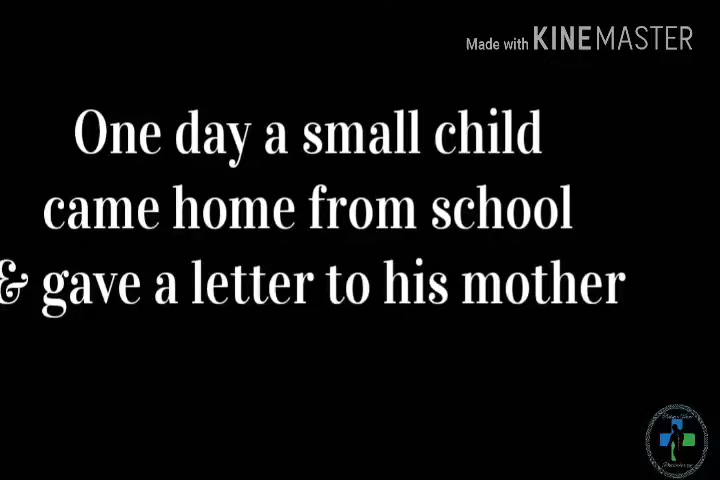 Made with KINEMASTER
One day a small child
came home from school
& gave a letter to his mother